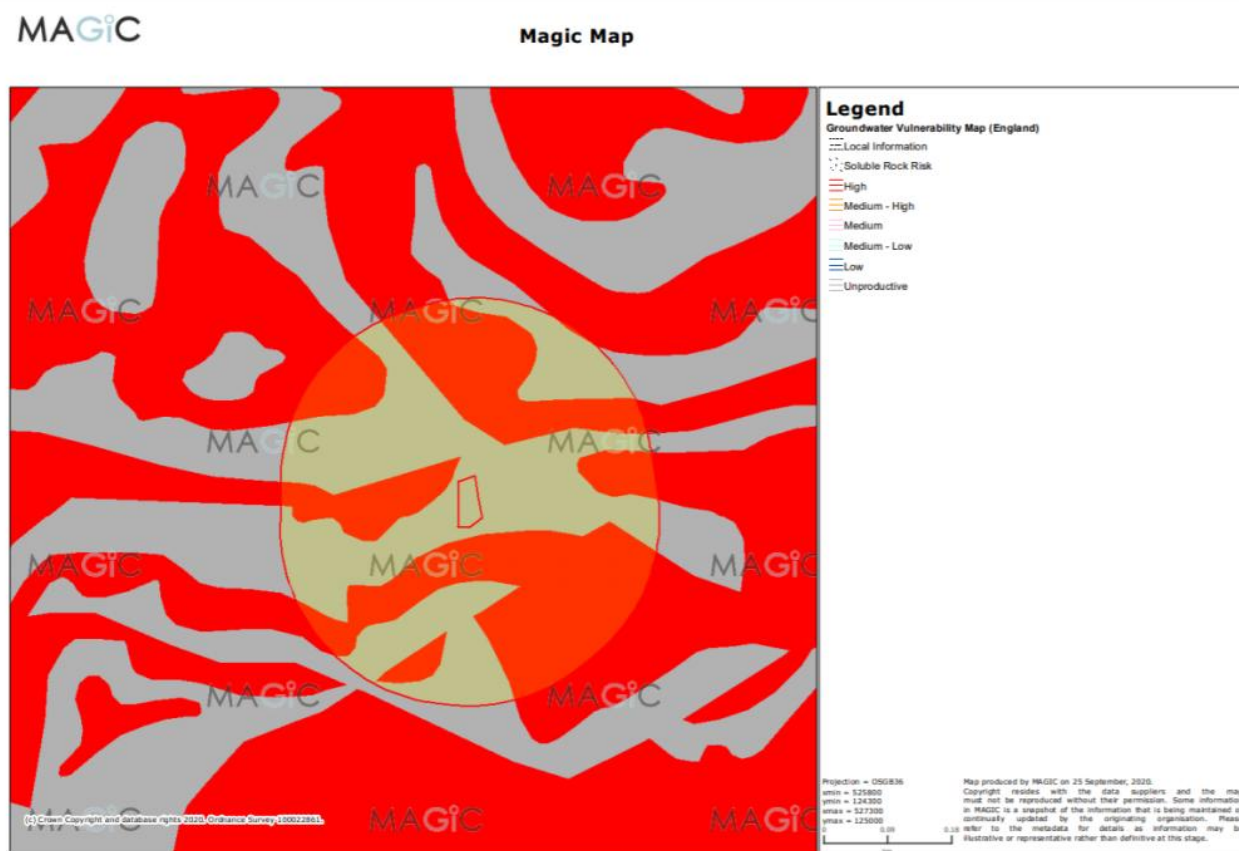 MAGiC
Magic Map
Legend
Groundwater Vulnerability Map (England)
Local Information
Soluble Rock Risk
High
Medium - High
Medium
Medium - Low
Low
Unproductive
MAGiC MAGiC
MAGiC MAGiC MAGiC
MAGiC MAGiC
MAGiC MAGiC MAGiC
MAGiC MAGiC
MAGiC MAGiC MAGiC
(c) Crown Copyright and database rights 2020. Ordnance Survey 100022861.
Projection = OSGB36
xmin = 525800
ymin = 124300
xmax = 527300
ymax = 125000
0 0.09 0.18
Map produced by MAGIC on 25 September, 2020.
Copyright resides with the data suppliers and the map
must not be reproduced without their permission. Some information
in MAGIC is a snapshot of the information that is being maintained or
continually updated by the originating organisation. Please
refer to the metadata for details as information may be
illustrative or representative rather than definitive at this stage.